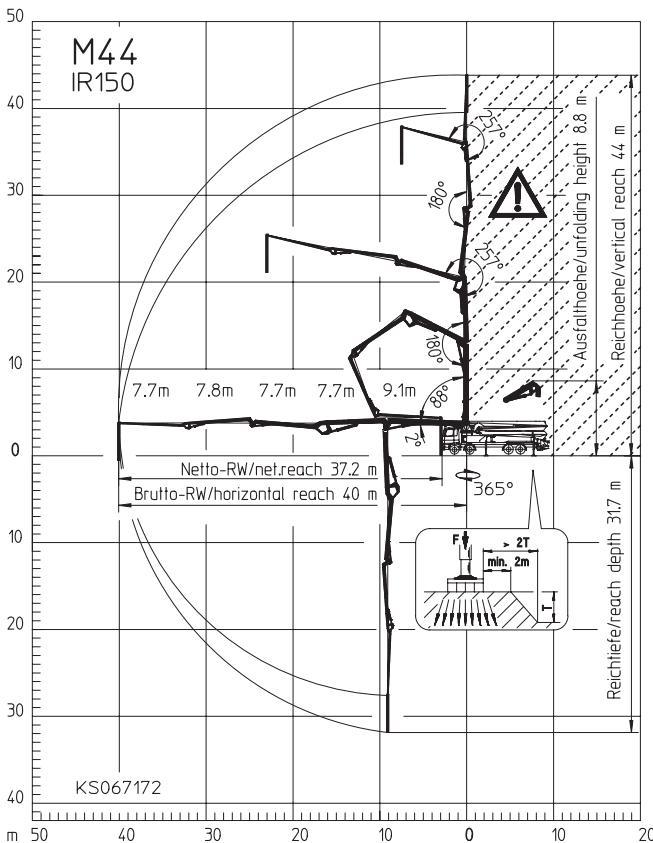 50
M44
IR150
40
257°
Ausfalthoehe/unfolding height 8.8 m
Reichhoehe/vertical reach 44 m
180°
30
257°
20
180°
10
7.7m 7.8m 7.7m 7.7m 9.1m
88°
2°
0
Netto-RW/net.reach 37.2 m
365°
Brutto-RW/horizontal reach 40 m
Reichtiefe/reach depth 31.7 m
10
F
> 2T
min. 2m
T
20
30
KS067172
40
m 50 40 30 20 10 0 10 20